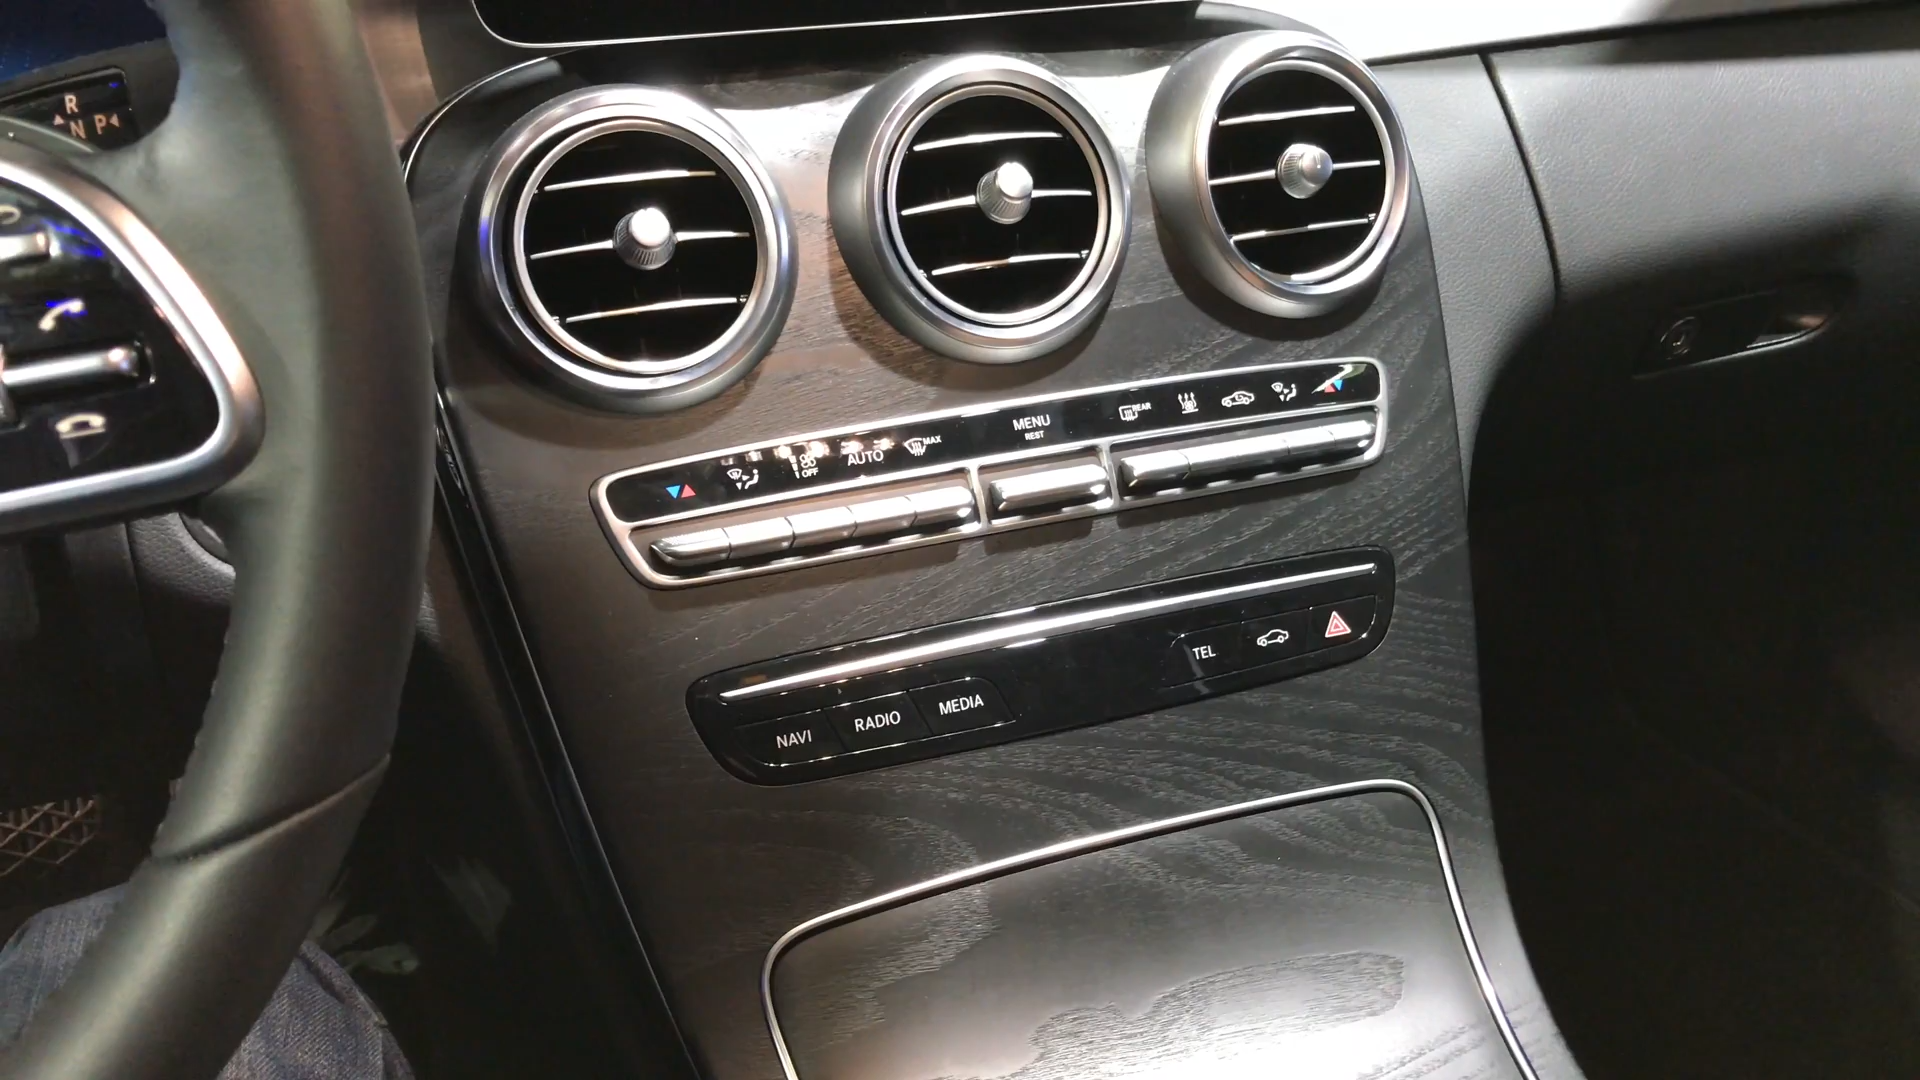 R
N P
OFF
AUTO
MAX
MENU
REST
REAR
TEL
NAVI
RADIO
MEDIA